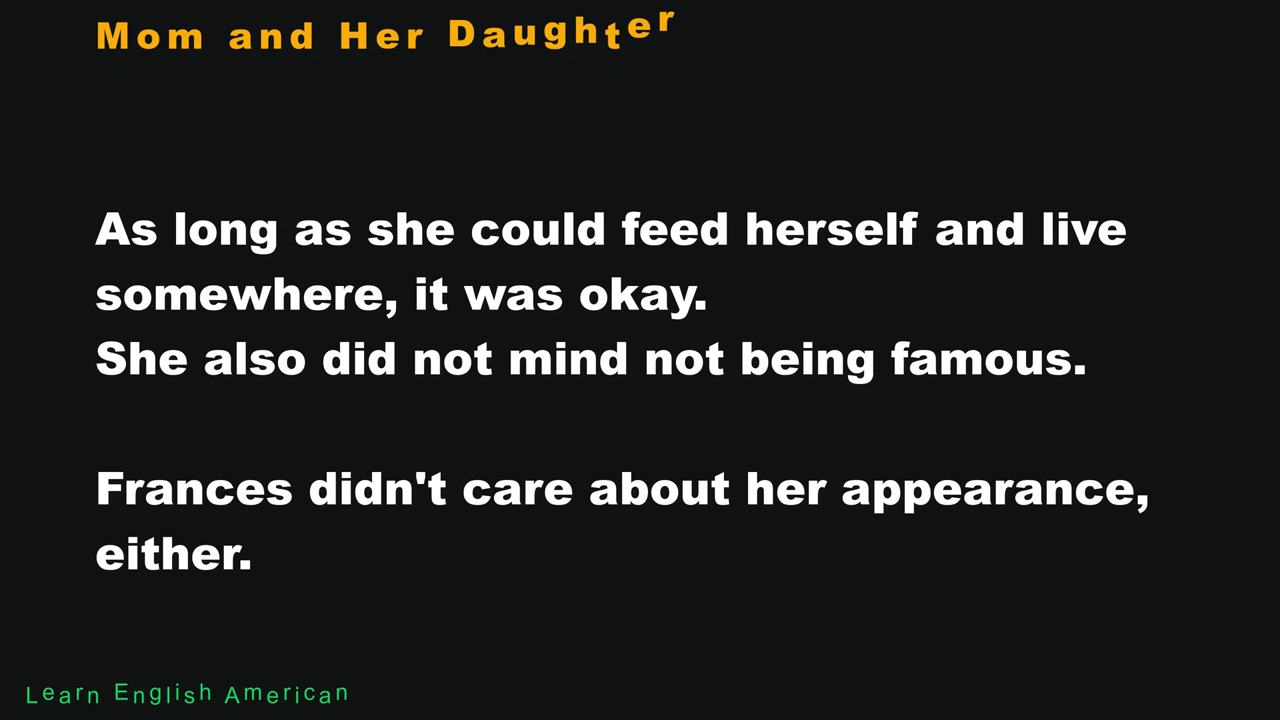 Mom and Her Daughter
As long as she could feed herself and live
somewhere, it was okay.
She also did not mind not being famous.
Frances didn't care about her appearance,
either.
Learn English American